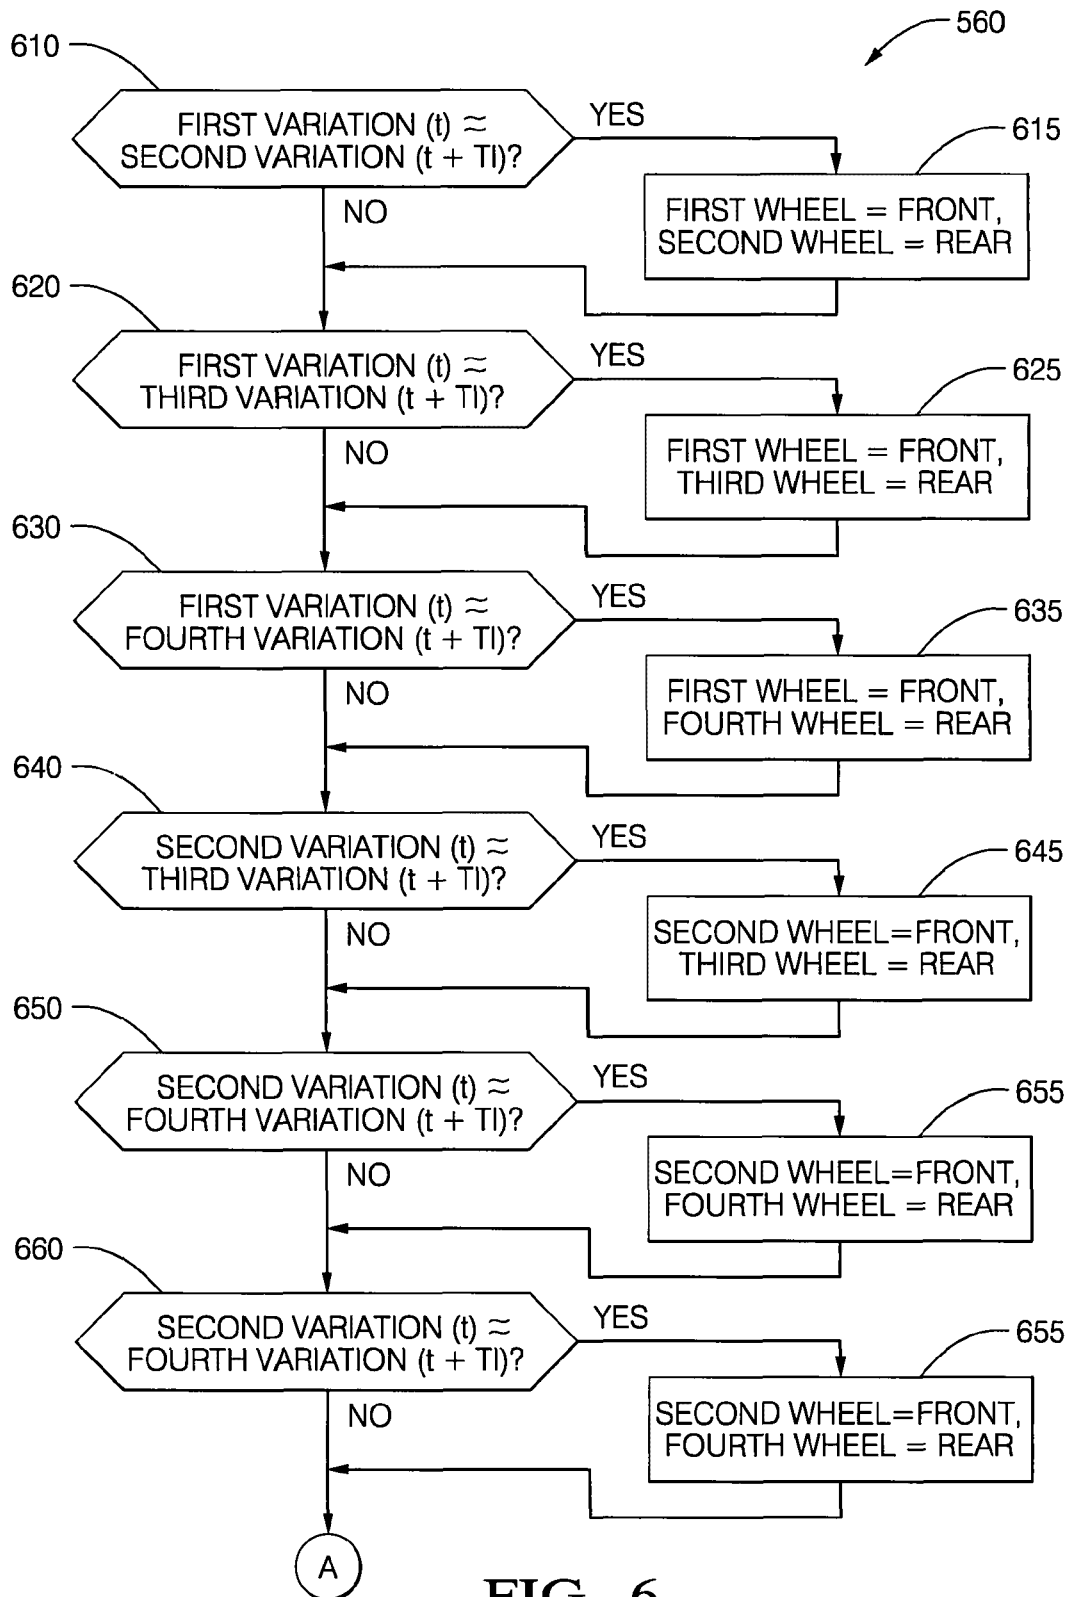 560
610
FIRST VARIATION (t) ≈
SECOND VARIATION (t + TI)?
YES
NO
615
FIRST WHEEL = FRONT,
SECOND WHEEL = REAR
620
FIRST VARIATION (t) ≈
THIRD VARIATION (t + TI)?
YES
NO
625
FIRST WHEEL = FRONT,
THIRD WHEEL = REAR
630
FIRST VARIATION (t) ≈
FOURTH VARIATION (t + TI)?
YES
NO
635
FIRST WHEEL = FRONT,
FOURTH WHEEL = REAR
640
SECOND VARIATION (t) ≈
THIRD VARIATION (t + TI)?
YES
NO
645
SECOND WHEEL=FRONT,
THIRD WHEEL = REAR
650
SECOND VARIATION (t) ≈
FOURTH VARIATION (t + TI)?
YES
NO
655
SECOND WHEEL=FRONT,
FOURTH WHEEL = REAR
660
SECOND VARIATION (t) ≈
FOURTH VARIATION (t + TI)?
YES
NO
655
SECOND WHEEL=FRONT,
FOURTH WHEEL = REAR
A
FIG. 6